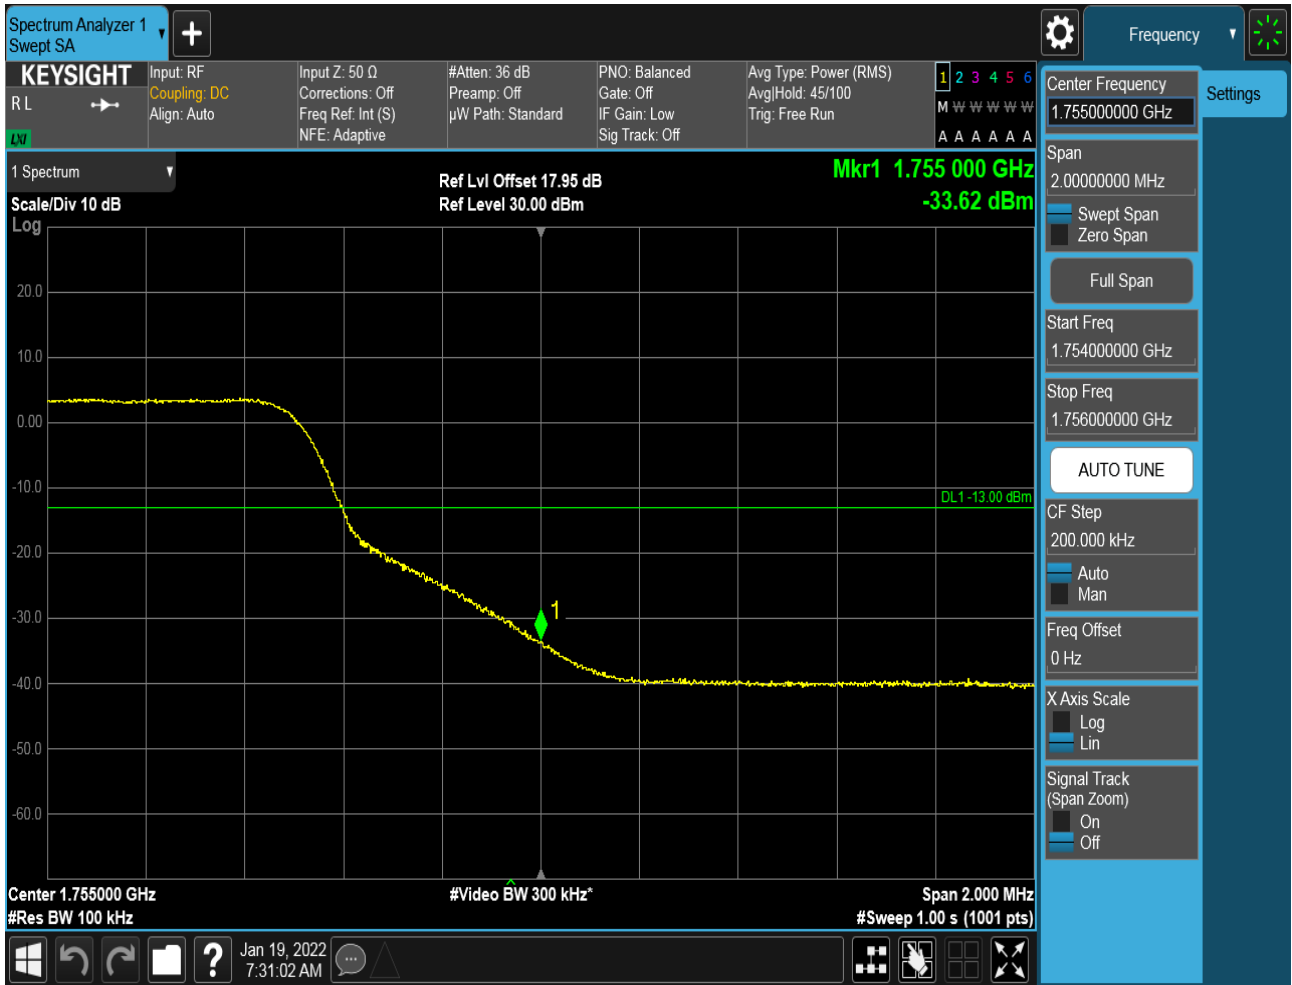 Spectrum Analyzer 1
Swept SA
Frequency
KEYSIGHT
R L
LXI
Input: RF
Coupling: DC
Align: Auto
Input Z: 50 Ω
Corrections: Off
Freq Ref: Int (S)
NFE: Adaptive
#Atten: 36 dB
Preamp: Off
µW Path: Standard
PNO: Balanced
Gate: Off
IF Gain: Low
Sig Track: Off
Avg Type: Power (RMS)
Avg|Hold: 45/100
Trig: Free Run
1 2 3 4 5 6
M W W W W W
A A A A A A
1 Spectrum
Scale/Div 10 dB
Log
Ref Lvl Offset 17.95 dB
Ref Level 30.00 dBm
Mkr1 1.755 000 GHz
-33.62 dBm
20.0
10.0
0.00
-10.0
-20.0
-30.0
-40.0
-50.0
-60.0
DL1 -13.00 dBm
1
Center 1.755000 GHz
#Res BW 100 kHz
#Video BW 300 kHz*
Span 2.000 MHz
#Sweep 1.00 s (1001 pts)
?
Jan 19, 2022
7:31:02 AM
Center Frequency
1.755000000 GHz
Settings
Span
2.00000000 MHz
Swept Span
Zero Span
Full Span
Start Freq
1.754000000 GHz
Stop Freq
1.756000000 GHz
AUTO TUNE
CF Step
200.000 kHz
Auto
Man
Freq Offset
0 Hz
X Axis Scale
Log
Lin
Signal Track
(Span Zoom)
On
Off